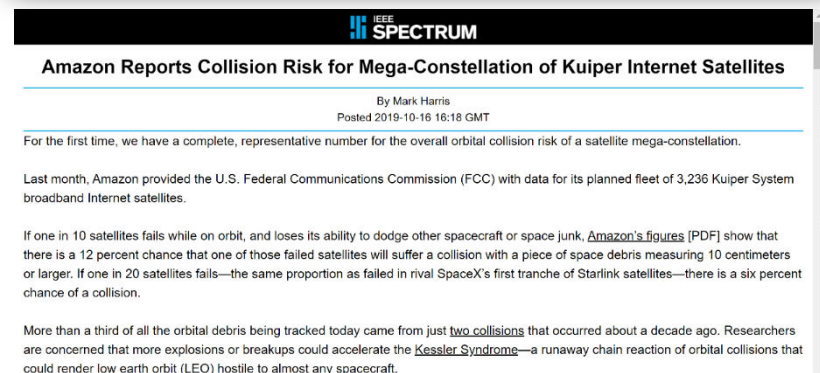 IEEE
SPECTRUM
Amazon Reports Collision Risk for Mega-Constellation of Kuiper Internet Satellites
By Mark Harris
Posted 2019-10-16 16:18 GMT
For the first time, we have a complete, representative number for the overall orbital collision risk of a satellite mega-constellation.
Last month, Amazon provided the U.S. Federal Communications Commission (FCC) with data for its planned fleet of 3,236 Kuiper System
broadband Internet satellites.
If one in 10 satellites fails while on orbit, and loses its ability to dodge other spacecraft or space junk, Amazon's figures [PDF] show that
there is a 12 percent chance that one of those failed satellites will suffer a collision with a piece of space debris measuring 10 centimeters
or larger. If one in 20 satellites fails—the same proportion as failed in rival SpaceX's first tranche of Starlink satellites—there is a six percent
chance of a collision.
More than a third of all the orbital debris being tracked today came from just two collisions that occurred about a decade ago. Researchers
are concerned that more explosions or breakups could accelerate the Kessler Syndrome—a runaway chain reaction of orbital collisions that
could render low earth orbit (LEO) hostile to almost any spacecraft.